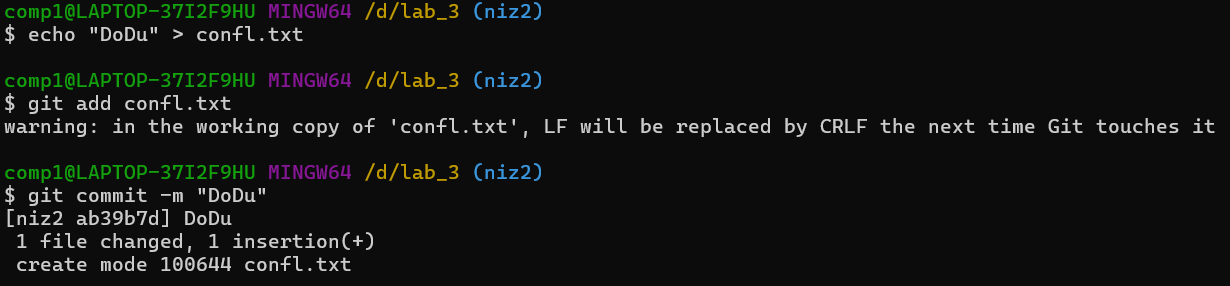 comp1@LAPTOP-37I2F9HU MINGW64 /d/lab_3 (niz2)
$ echo "DoDu" > confl.txt
comp1@LAPTOP-37I2F9HU MINGW64 /d/lab_3 (niz2)
$ git add confl.txt
warning: in the working copy of 'confl.txt', LF will be replaced by CRLF the next time Git touches it
comp1@LAPTOP-37I2F9HU MINGW64 /d/lab_3 (niz2)
$ git commit -m "DoDu"
[niz2 ab39b7d] DoDu
 1 file changed, 1 insertion(+)
 create mode 100644 confl.txt